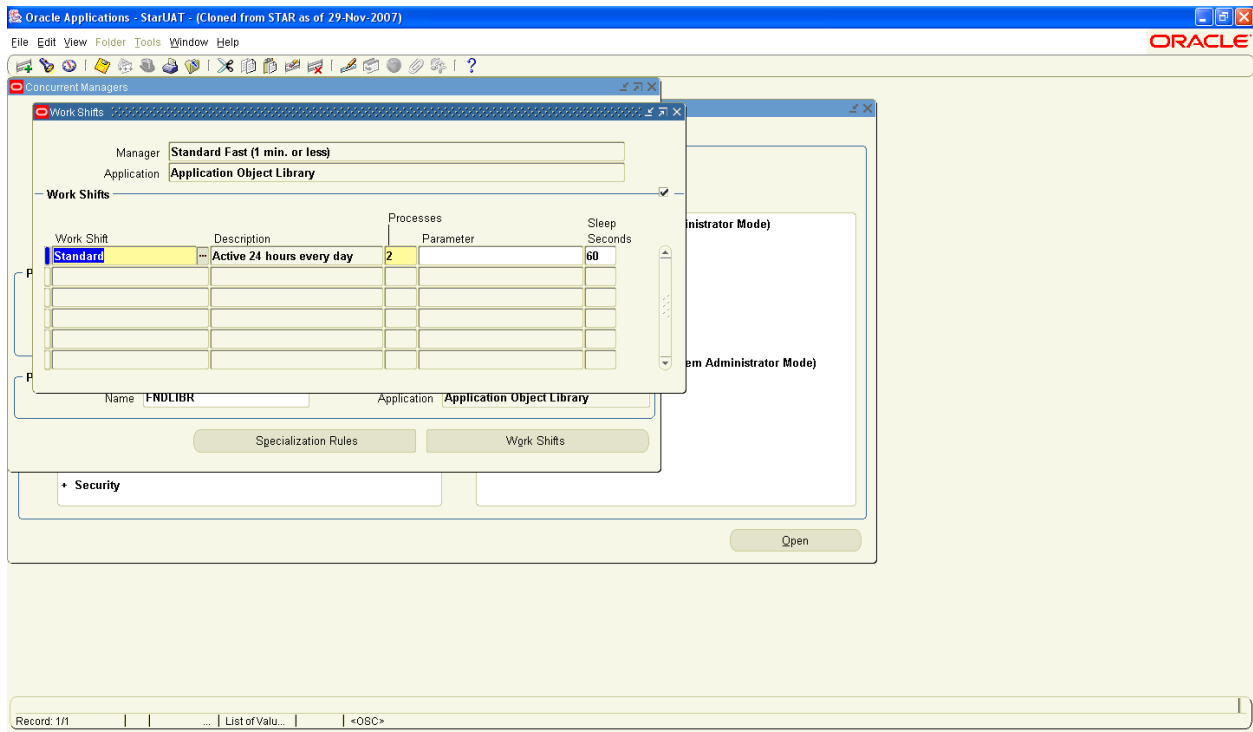 Oracle Applications - StarUAT - (Cloned from STAR as of 29-Nov-2007)
File Edit View Folder Tools Window Help
ORACLE
Concurrent Managers
Work Shifts
Manager Standard Fast (1 min. or less)
Application Application Object Library
Work Shifts
inistrator Mode)
Processes
Sleep
Work Shift Description Parameter Seconds
Standard ... Active 24 hours every day 2 60
P
em Administrator Mode)
P
Name FNDLIBR Application Application Object Library
Specialization Rules Work Shifts
+ Security
Open
Record: 1/1 ... List of Valu... <OSC>